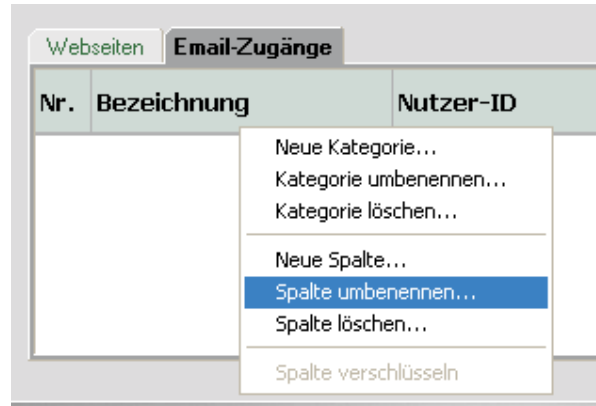 Webseiten Email-Zugänge
Nr. Bezeichnung Nutzer-ID
Neue Kategorie...
Kategorie umbenennen...
Kategorie löschen...
Neue Spalte...
Spalte umbenennen...
Spalte löschen...
Spalte verschlüsseln